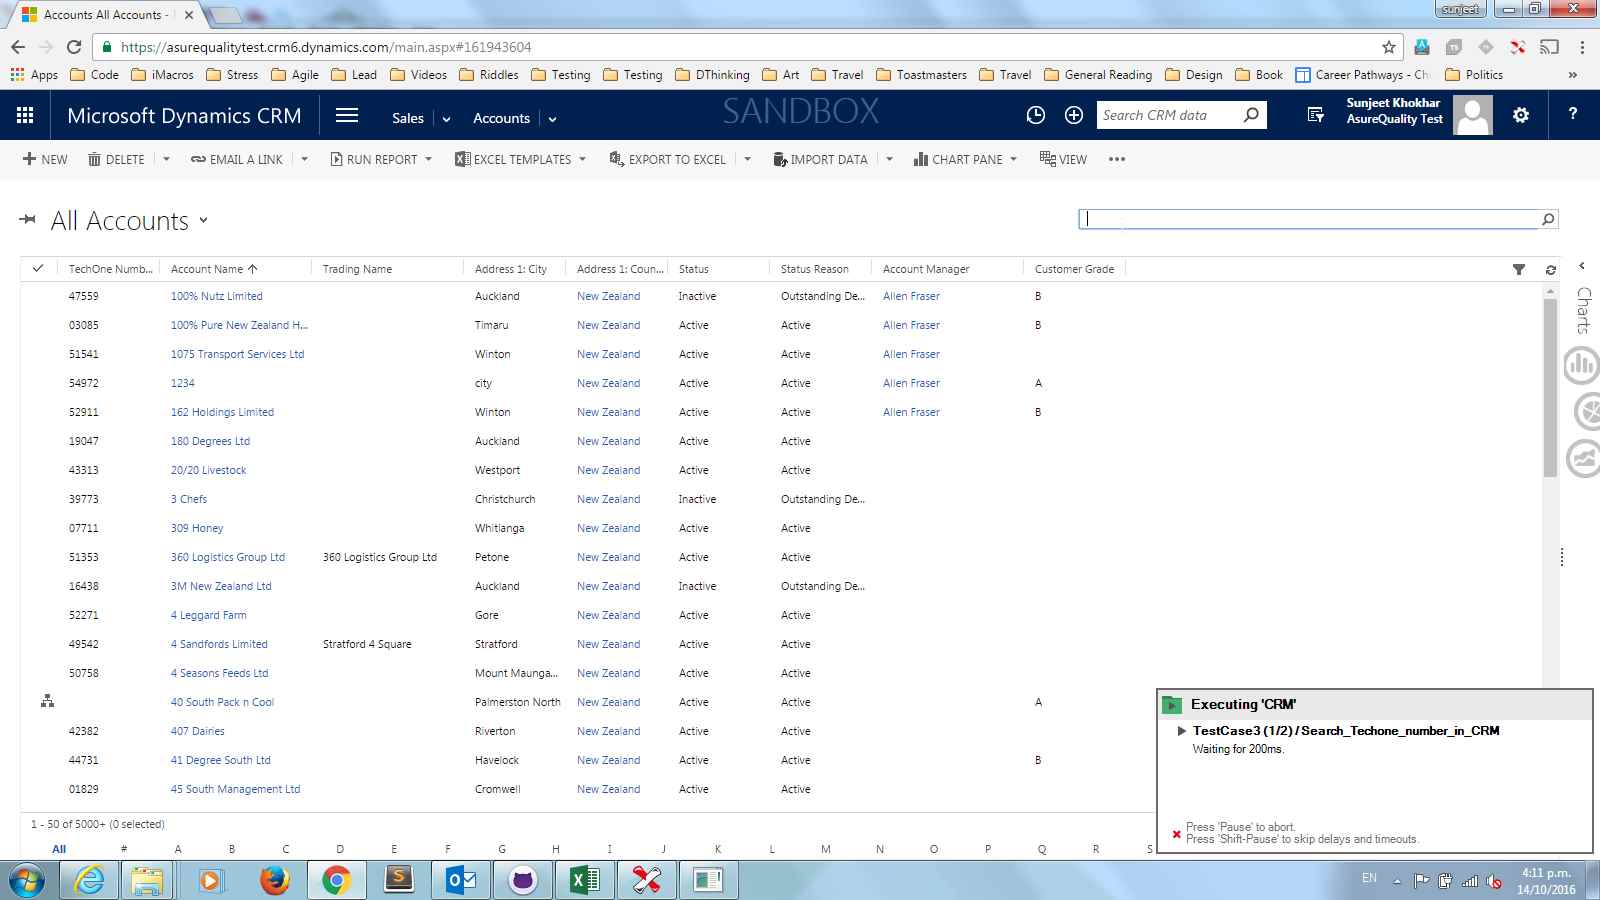 Accounts All Accounts -
sunjeet
https://asurequalitytest.crm6.dynamics.com/main.aspx#161943604
Apps Code iMacros Stress Agile Lead Videos Riddles Testing Testing DThinking Art Travel Toastmasters Travel General Reading Design Book Career Pathways - Politics »
Microsoft Dynamics CRM Sales Accounts SANDBOX Search CRM data Sunjeet Khokhar ?
AsureQuality Test
NEW DELETE EMAIL A LINK RUN REPORT EXCEL TEMPLATES EXPORT TO EXCEL IMPORT DATA CHART PANE VIEW •••
All Accounts
TechOne Numb... Account Name Trading Name Address 1: City Address 1: Coun... Status Status Reason Account Manager Customer Grade
Charts
47559 100% Nutz Limited Auckland New Zealand Inactive Outstanding De... Allen Fraser B
03085 100% Pure New Zealand H... Timaru New Zealand Active Active Allen Fraser B
51541 1075 Transport Services Ltd Winton New Zealand Active Active Allen Fraser
54972 1234 city New Zealand Active Active Allen Fraser A
52911 162 Holdings Limited Winton New Zealand Active Active Allen Fraser B
19047 180 Degrees Ltd Auckland New Zealand Active Active
43313 20/20 Livestock Westport New Zealand Active Active
39773 3 Chefs Christchurch New Zealand Inactive Outstanding De...
07711 309 Honey Whitianga New Zealand Active Active
51353 360 Logistics Group Ltd 360 Logistics Group Ltd Petone New Zealand Active Active
16438 3M New Zealand Ltd Auckland New Zealand Inactive Outstanding De...
52271 4 Leggard Farm Gore New Zealand Active Active
49542 4 Sandfords Limited Stratford 4 Square Stratford New Zealand Active Active
50758 4 Seasons Feeds Ltd Mount Maunga... New Zealand Active Active
40 South Pack n Cool Palmerston North New Zealand Active Active A
42382 407 Dairies Riverton New Zealand Active Active
44731 41 Degree South Ltd Havelock New Zealand Active Active B
01829 45 South Management Ltd Cromwell New Zealand Active Active
Executing 'CRM'
TestCase3 (1/2) / Search_Techone_number_in_CRM
Waiting for 200ms.
Press 'Pause' to abort.
Press 'Shift-Pause' to skip delays and timeouts.
1 - 50 of 5000+ (0 selected)
All # A B C D E F G H I J K L M N O P Q R S
EN 4:11 p.m.
14/10/2016